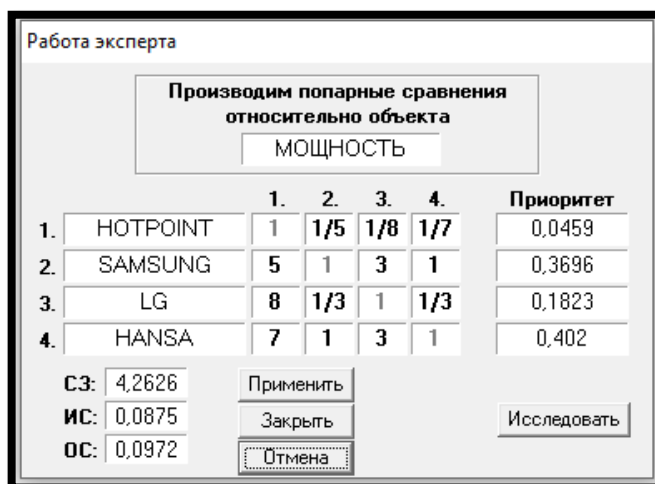 Работа эксперта
Производим попарные сравнения
относительно объекта
МОЩНОСТЬ
1. 2. 3. 4. Приоритет
1. HOTPOINT 1 1/5 1/8 1/7 0,0459
2. SAMSUNG 5 1 3 1 0,3696
3. LG 8 1/3 1 1/3 0,1823
4. HANSA 7 1 3 1 0,402
СЗ: 4,2626 Применить
ИС: 0,0875 Закрыть Исследовать
ОС: 0,0972 Отмена